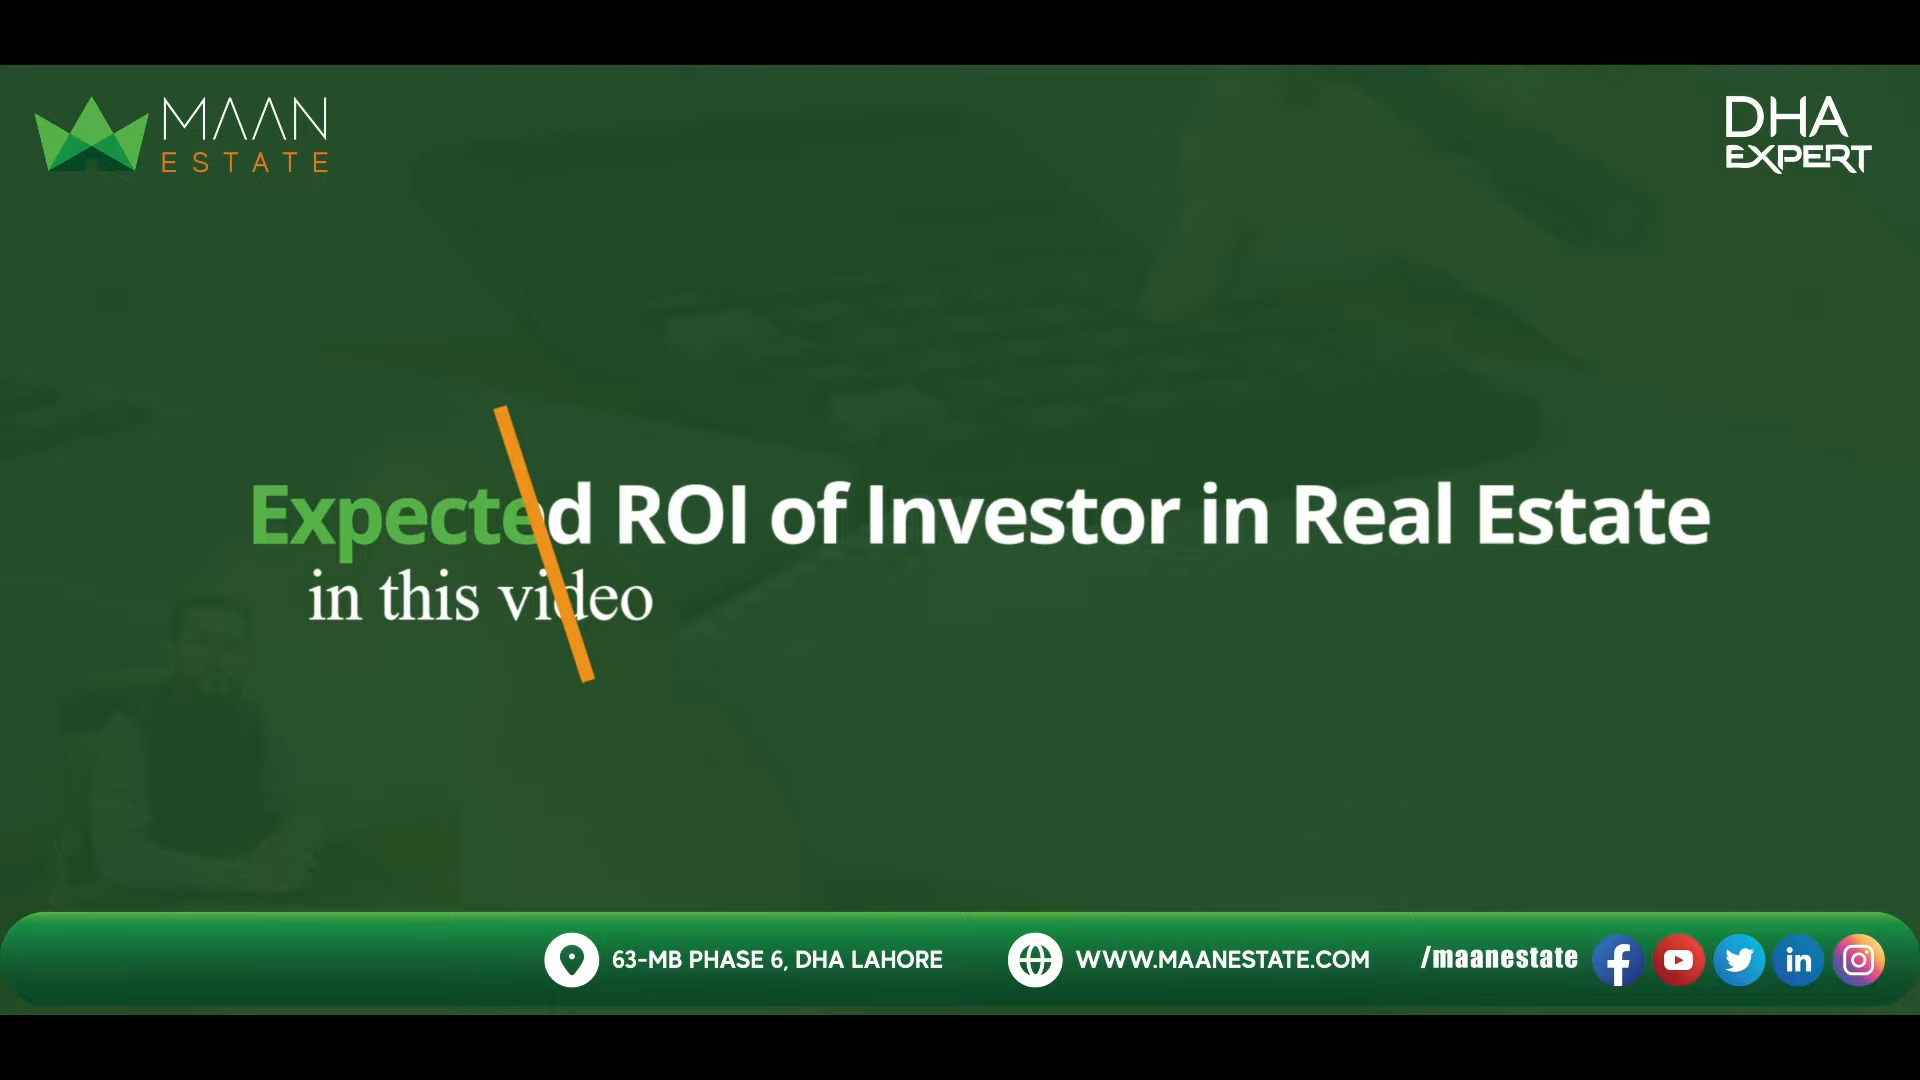 MAAN
ESTATE
DHA
EXPERT
Expected ROI of Investor in Real Estate
in this video
63-MB PHASE 6, DHA LAHORE
WWW.MAANESTATE.COM
/maanestate